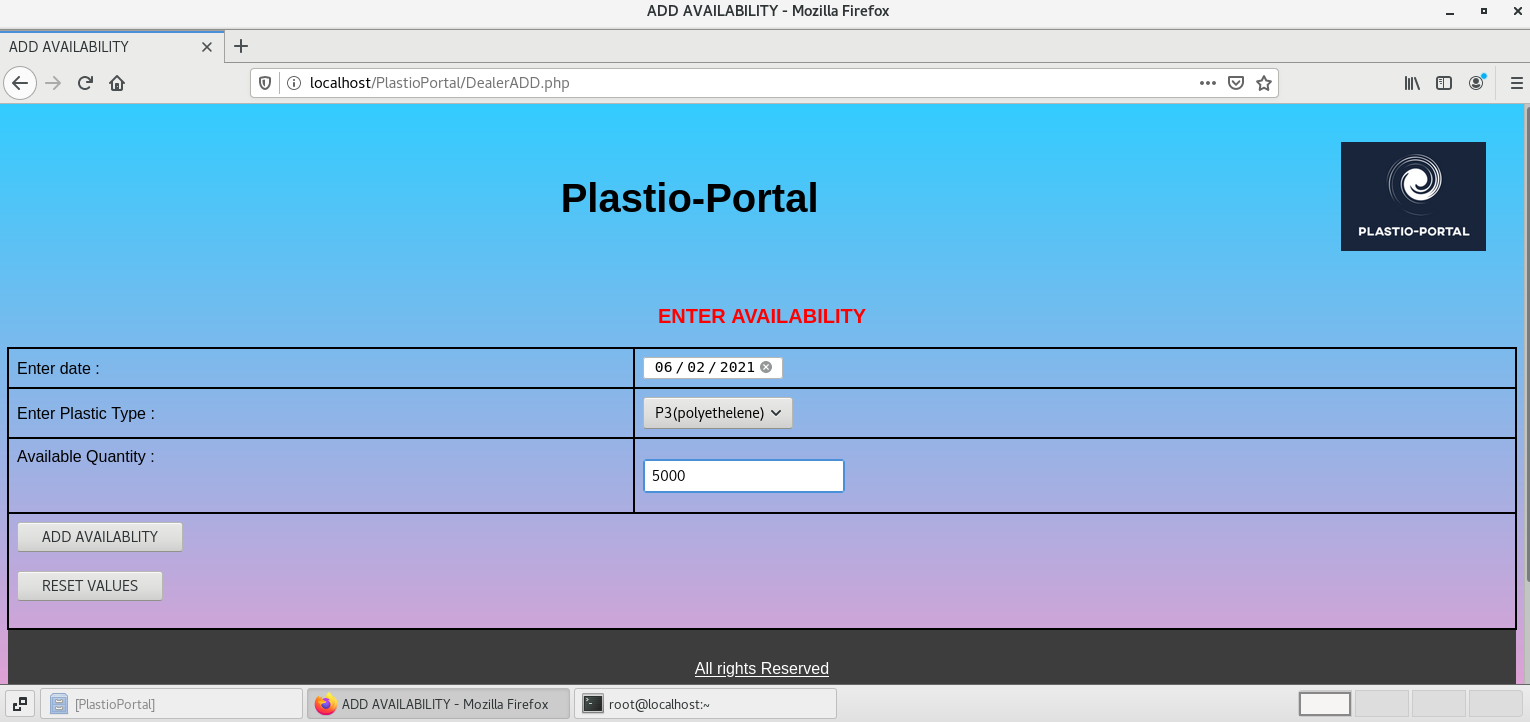 ADD AVAILABILITY - Mozilla Firefox
ADD AVAILABILITY
localhost/PlastioPortal/DealerADD.php
Plastio-Portal
PLASTIO-PORTAL
ENTER AVAILABILITY
Enter date : 06/02/2021
Enter Plastic Type : P3(polyethelene)
Available Quantity : 5000
ADD AVAILABLITY
RESET VALUES
All rights Reserved
[PlastioPortal] ADD AVAILABILITY - Mozilla Firefox root@localhost:~